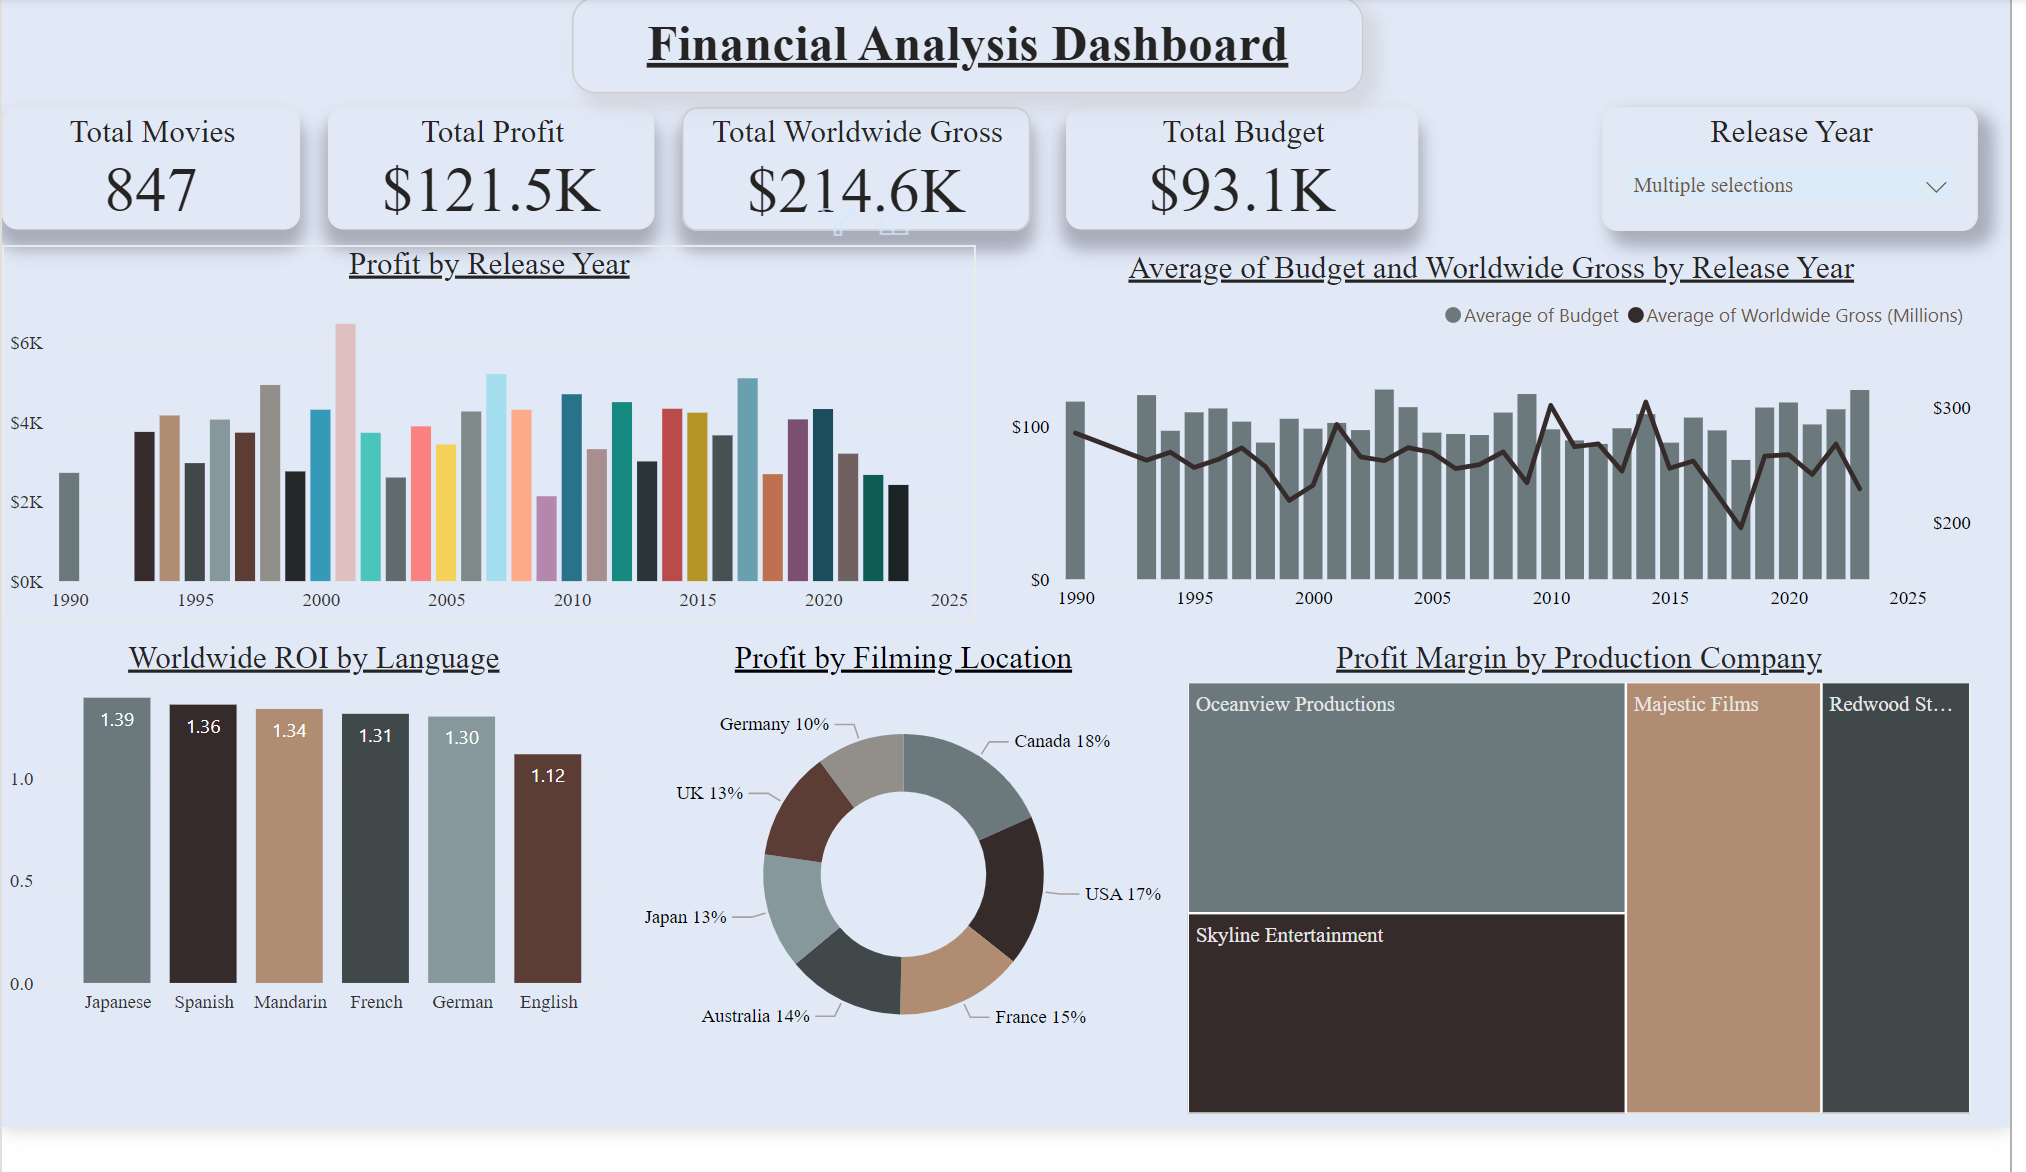 Financial Analysis Dashboard
Total Movies
847
Total Profit
$121.5K
Total Worldwide Gross
$214.6K
Total Budget
$93.1K
Release Year
Multiple selections
Profit by Release Year
$6K
$4K
$2K
$0K
1990 1995 2000 2005 2010 2015 2020 2025
Average of Budget and Worldwide Gross by Release Year
Average of Budget Average of Worldwide Gross (Millions)
$100
$0
$300
$200
1990 1995 2000 2005 2010 2015 2020 2025
Worldwide ROI by Language
1.39 1.36 1.34 1.31 1.30 1.12
1.0
0.5
0.0
Japanese Spanish Mandarin French German English
Profit by Filming Location
Germany 10%
Canada 18%
UK 13%
USA 17%
Japan 13%
Australia 14%
France 15%
Profit Margin by Production Company
Oceanview Productions
Majestic Films
Redwood St...
Skyline Entertainment